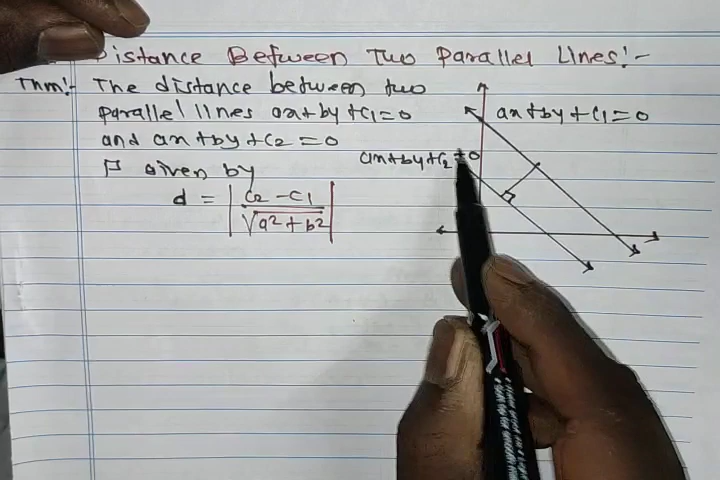 Distance Between Two Parallel Lines:-
Thm:- The distance between two
parallel lines ax+by+c₁=0
and ax+by+c₂=0
is given by
d = | c₂-c₁ / √a²+b² |
ax+by+c₁=0
ax+by+c₂=0